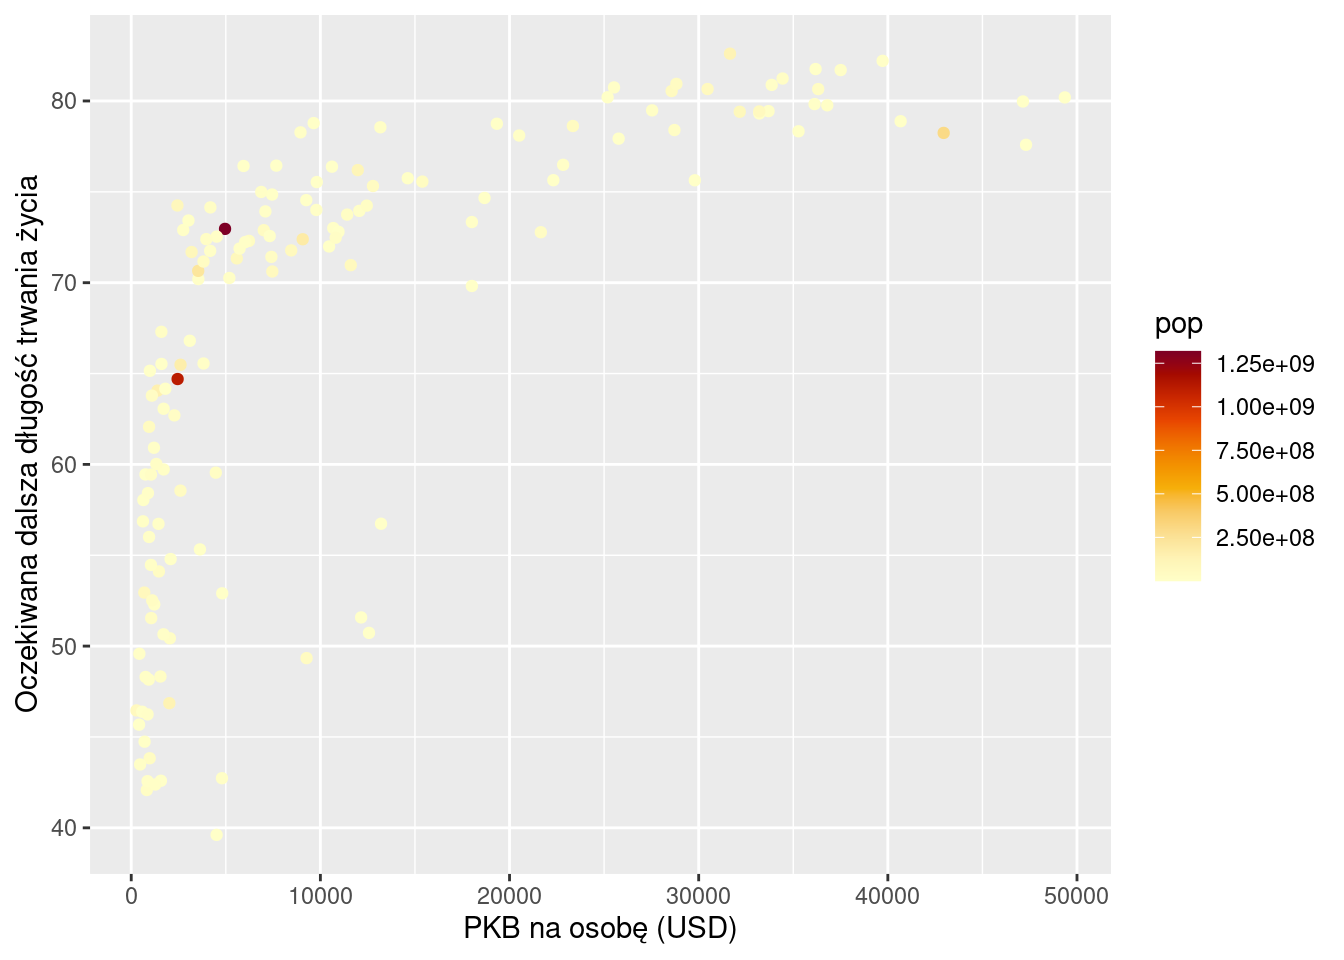 Oczekiwana dalsza długość trwania życia
80
70
60
50
40
0 10000 20000 30000 40000 50000
PKB na osobę (USD)
pop
1.25e+09
1.00e+09
7.50e+08
5.00e+08
2.50e+08